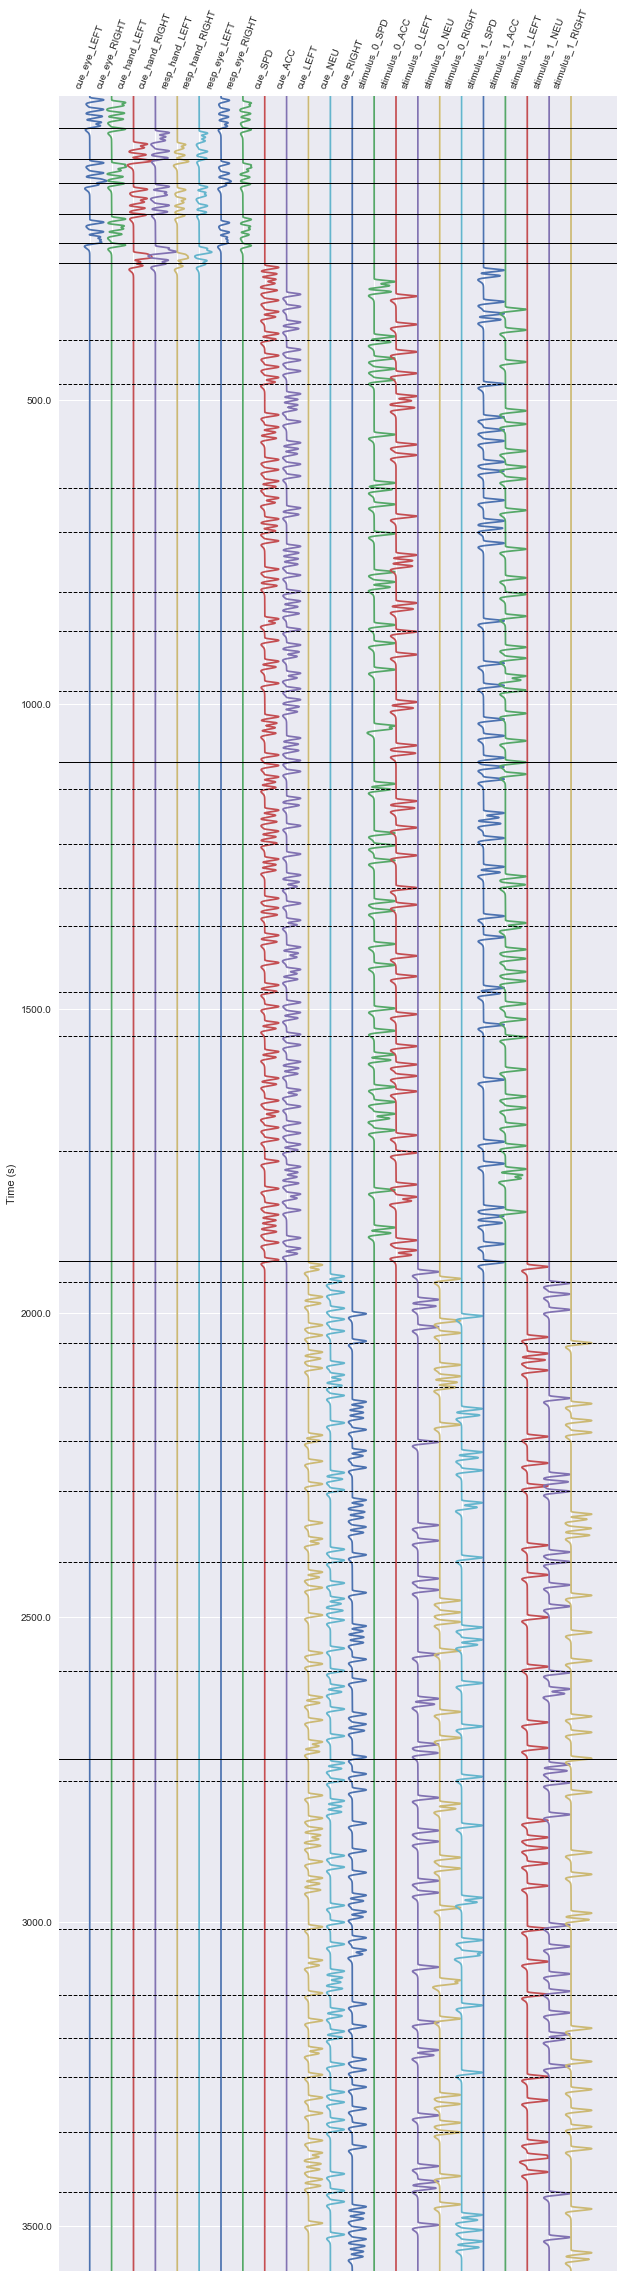 cue_eye_LEFT
cue_eye_RIGHT
cue_hand_LEFT
cue_hand_RIGHT
resp_hand_LEFT
resp_hand_RIGHT
resp_eye_LEFT
resp_eye_RIGHT
cue_SPD
cue_ACC
cue_LEFT
cue_NEU
cue_RIGHT
stimulus_0_SPD
stimulus_0_ACC
stimulus_0_LEFT
stimulus_0_NEU
stimulus_0_RIGHT
stimulus_1_SPD
stimulus_1_ACC
stimulus_1_LEFT
stimulus_1_NEU
stimulus_1_RIGHT
500.0
1000.0
1500.0
Time (s)
2000.0
2500.0
3000.0
3500.0